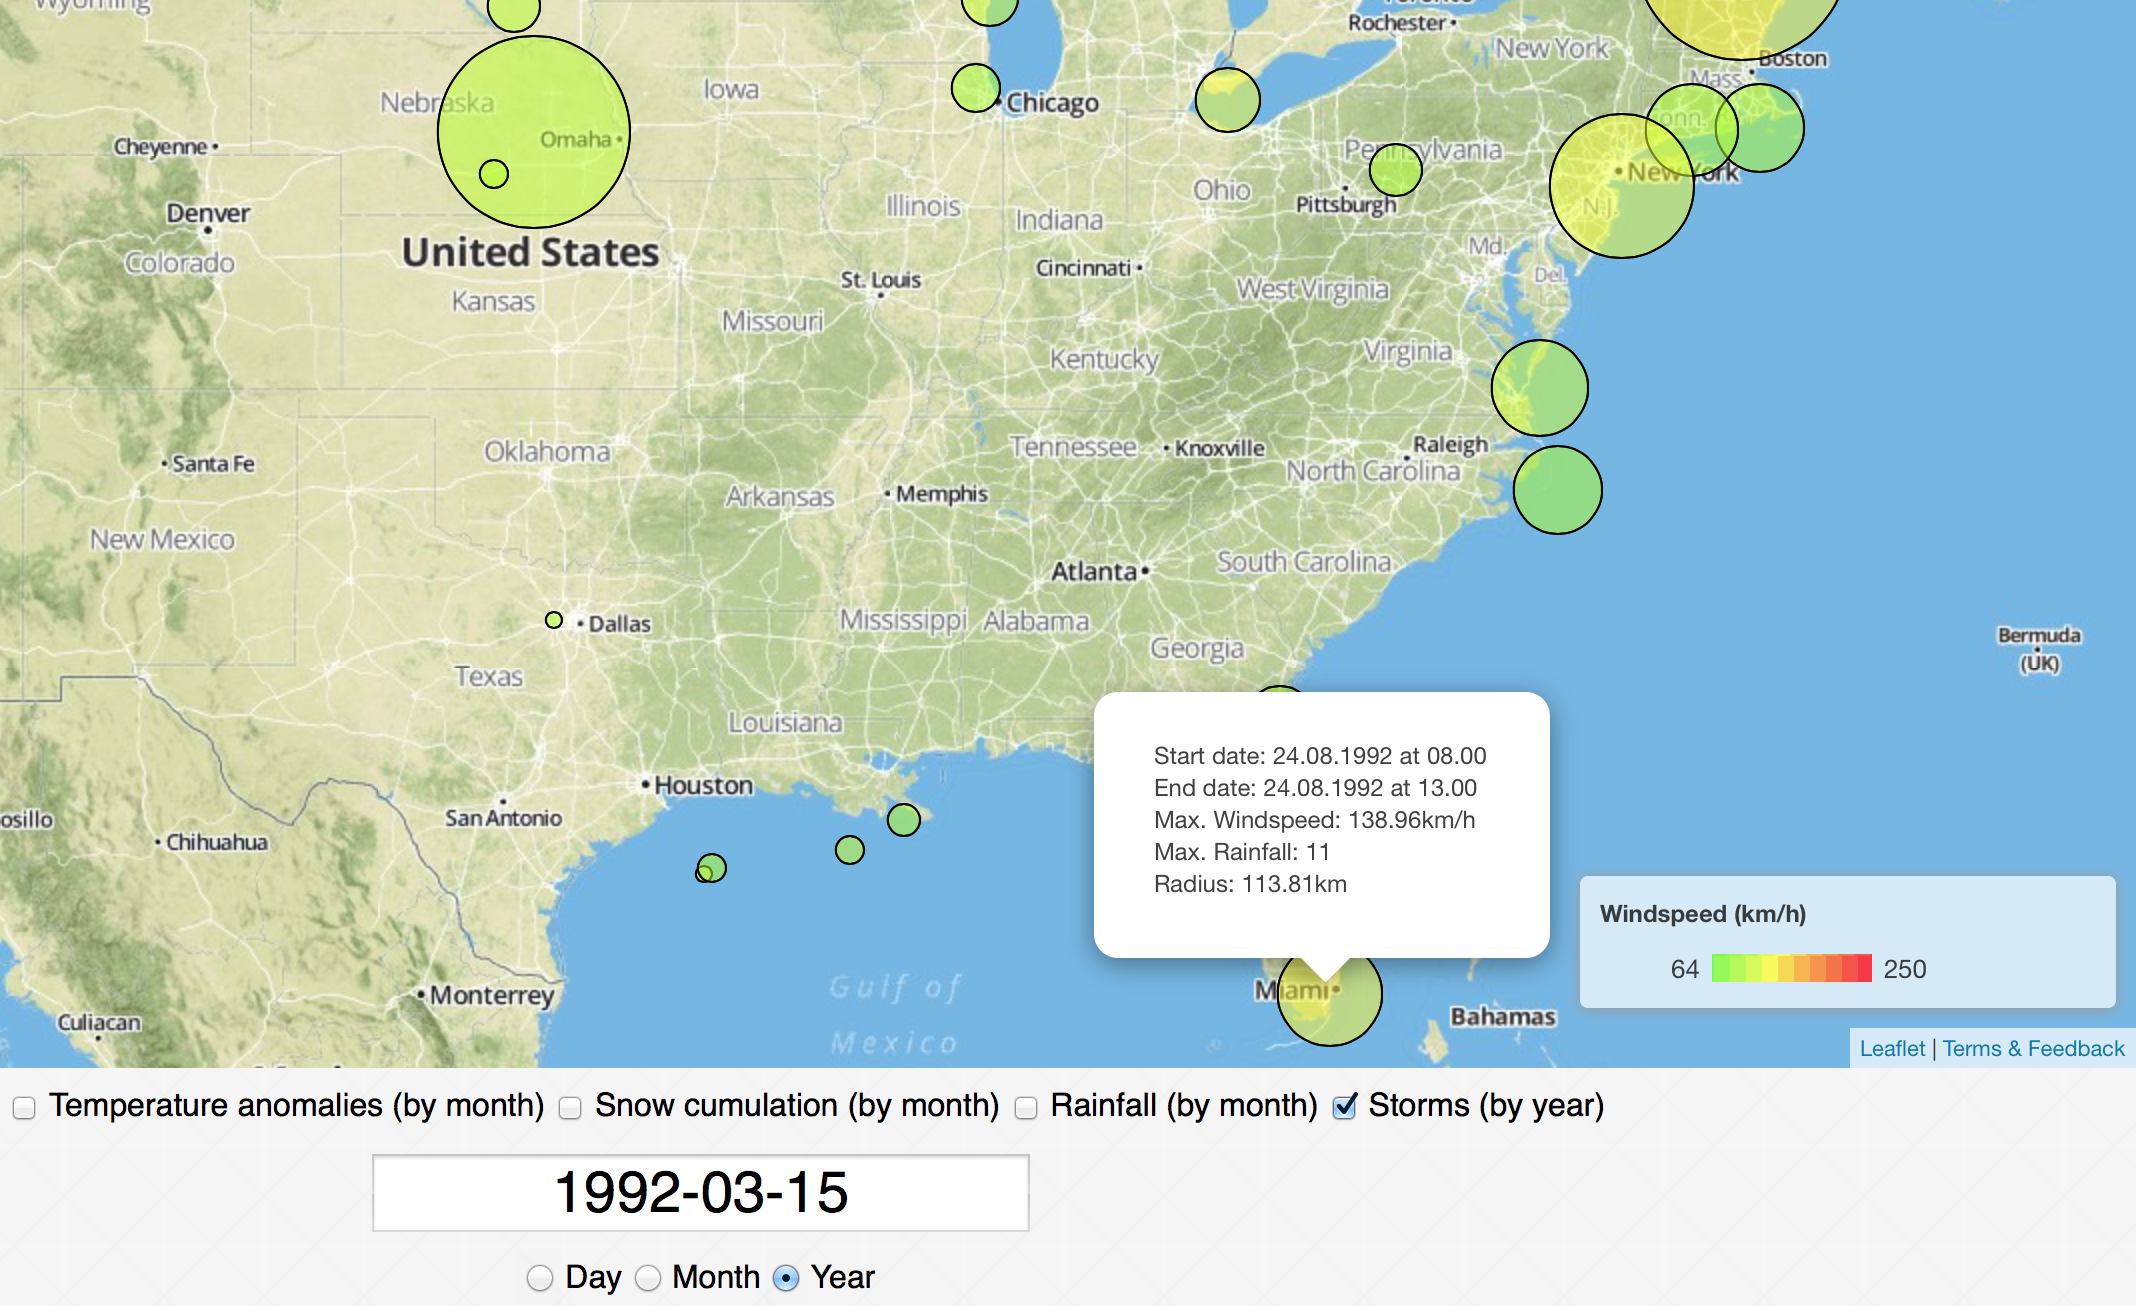 Wyoming
Rochester
New York
Boston
Mass.
Nebraska
Iowa
Chicago
Omaha
Cheyenne
Conn.
Pennsylvania
New York
Denver
Illinois
Indiana
Ohio
Pittsburgh
N.J.
United States
Colorado
St. Louis
Cincinnati
West Virginia
Md.
Del.
Kansas
Missouri
Kentucky
Virginia
Santa Fe
Oklahoma
Tennessee
Knoxville
Raleigh
North Carolina
Arkansas
Memphis
New Mexico
Atlanta
South Carolina
Dallas
Mississippi
Alabama
Georgia
Bermuda
(UK)
Texas
Louisiana
Houston
San Antonio
osillo
Chihuahua
Start date: 24.08.1992 at 08.00
End date: 24.08.1992 at 13.00
Max. Windspeed: 138.96km/h
Max. Rainfall: 11
Radius: 113.81km
Windspeed (km/h)
64 250
Monterrey
Gulf of
Mexico
Miami
Bahamas
Culiacan
Leaflet | Terms & Feedback
Temperature anomalies (by month) Snow cumulation (by month) Rainfall (by month) Storms (by year)
1992-03-15
Day Month Year